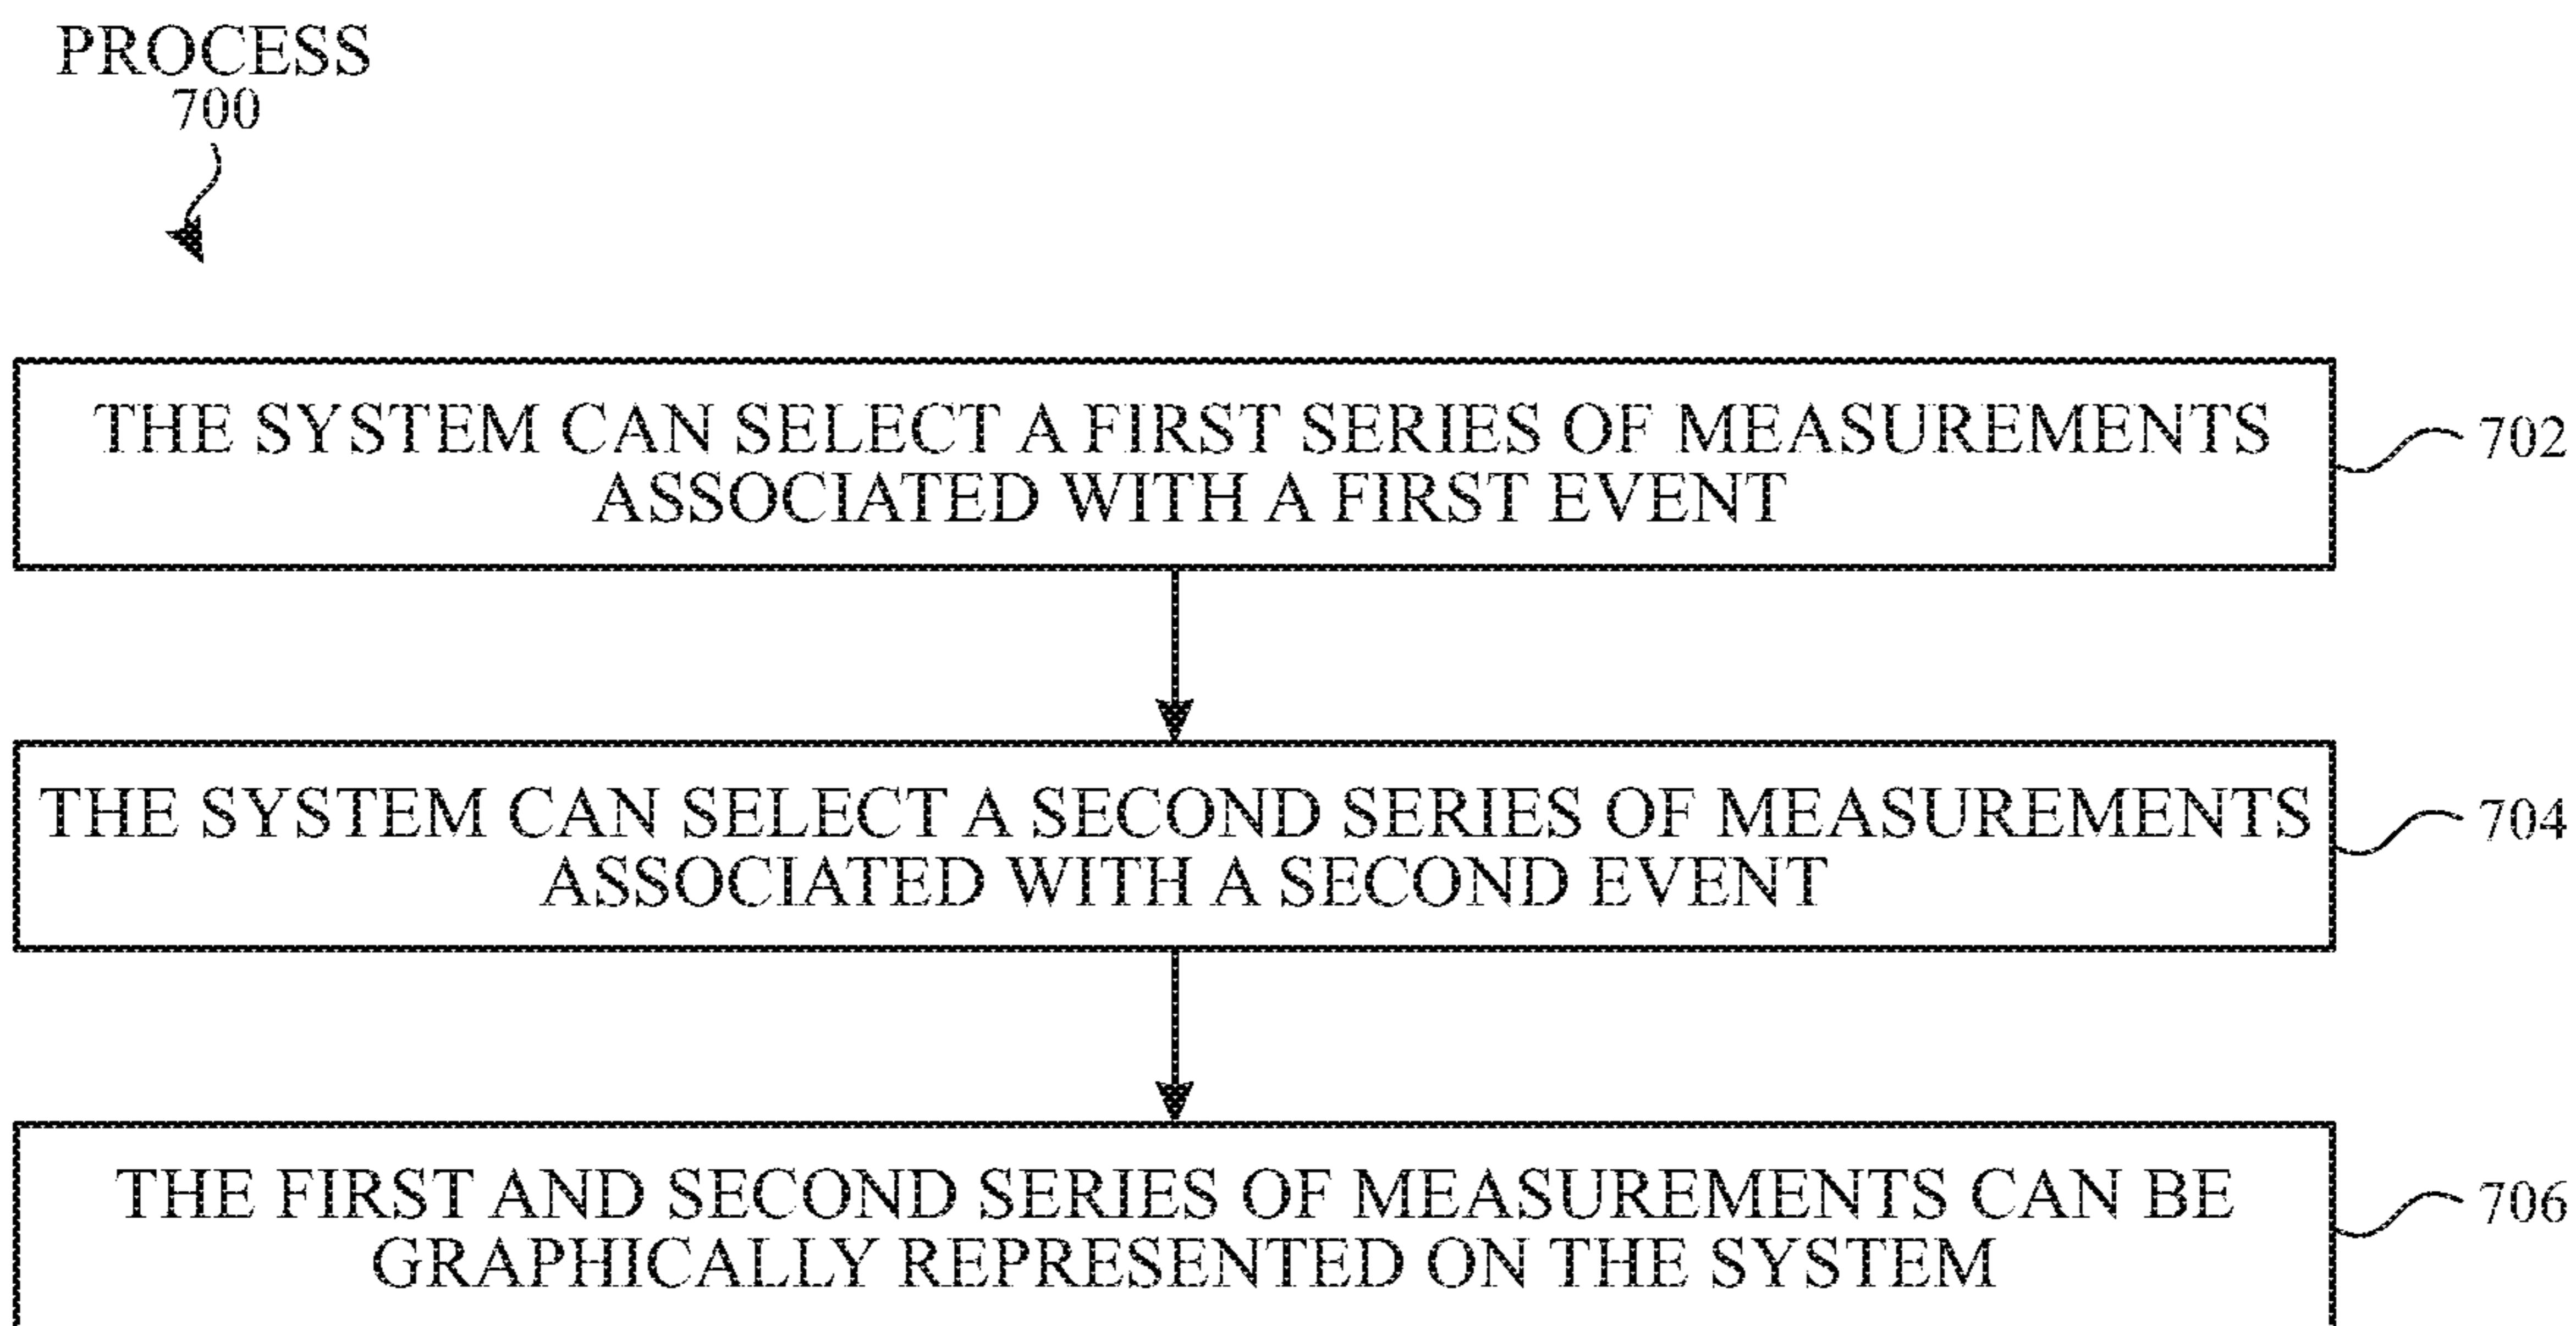 PROCESS
700
THE SYSTEM CAN SELECT A FIRST SERIES OF MEASUREMENTS
ASSOCIATED WITH A FIRST EVENT
702
THE SYSTEM CAN SELECT A SECOND SERIES OF MEASUREMENTS
ASSOCIATED WITH A SECOND EVENT
704
THE FIRST AND SECOND SERIES OF MEASUREMENTS CAN BE
GRAPHICALLY REPRESENTED ON THE SYSTEM
706